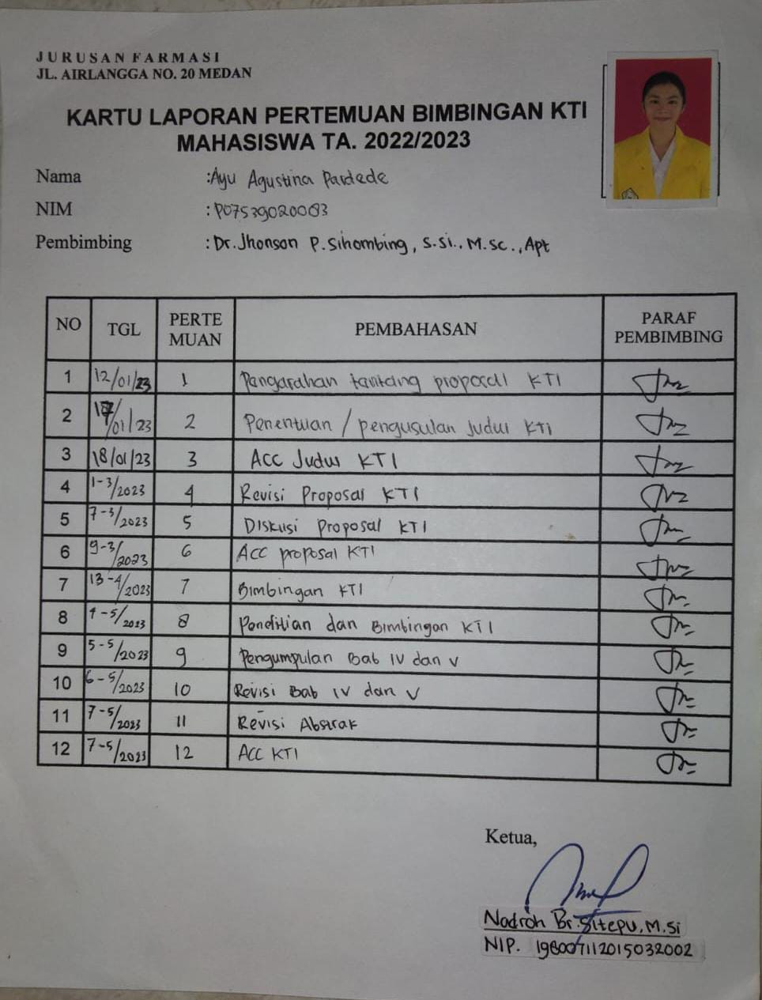 JURUSAN FARMASI
JL. AIRLANGGA NO. 20 MEDAN
KARTU LAPORAN PERTEMUAN BIMBINGAN KTI
MAHASISWA TA. 2022/2023
Nama :Ayu Agustina Pardede
NIM : P07539020083
Pembimbing : Dr. Jhonson P. Sihombing, S.Si., M.Sc., Apt
NO TGL PERTE MUAN PEMBAHASAN PARAF PEMBIMBING
1 12/01/23 1 Pengarahan tentang proposal KTI
2 17/01/23 2 Penentuan / pengusulan judul KTI
3 18/01/23 3 Acc Judul KTI
4 1-3/2023 4 Revisi Proposal KTI
5 7-3/2023 5 Diskusi Proposal KTI
6 9-3/2023 6 Acc proposal KTI
7 13-4/2023 7 Bimbingan KTI
8 1-5/2023 8 Penelitian dan Bimbingan KTI
9 5-5/2023 9 Pengumpulan Bab IV dan V
10 6-5/2023 10 Revisi Bab IV dan V
11 7-5/2023 11 Revisi Abstrak
12 7-5/2023 12 ACC KTI
Ketua,
Nadroh Br. Sitepu, M.Si
NIP. 198007112015032002